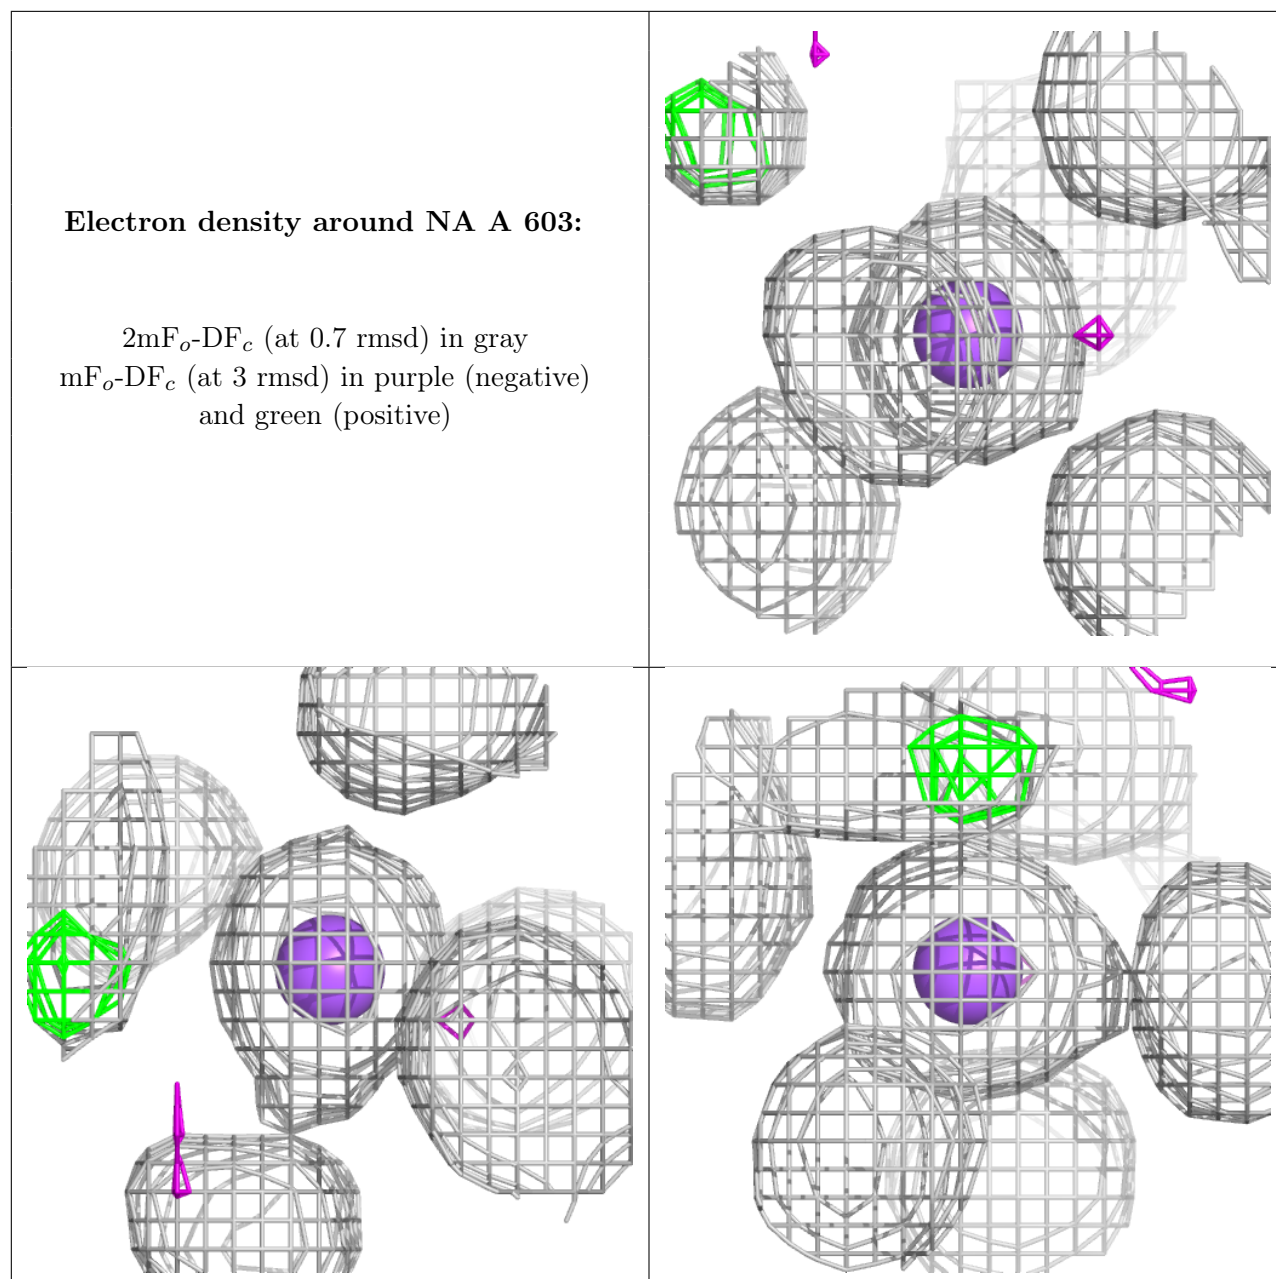 Electron density around NA A 603:
2mFo-DFc (at 0.7 rmsd) in gray
mFo-DFc (at 3 rmsd) in purple (negative)
and green (positive)